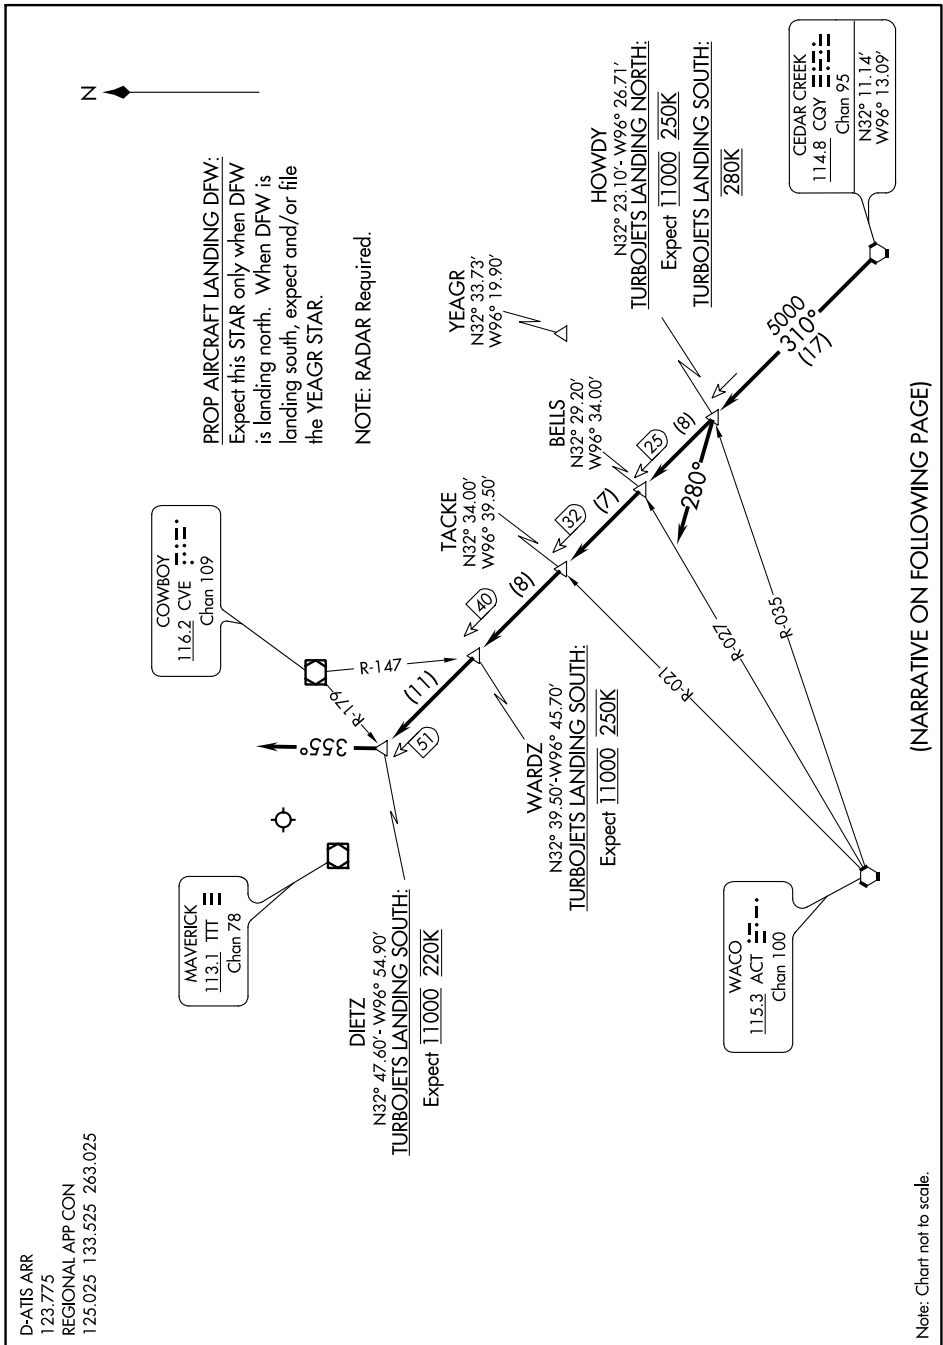 D-ATIS ARR
123.775
REGIONAL APP CON
125.025 133.525 263.025
MAVERICK
113.1 TTT
Chan 78
COWBOY
116.2 CVE
Chan 109
PROP AIRCRAFT LANDING DFW:
Expect this STAR only when DFW
is landing north. When DFW is
landing south, expect and/or file
the YEAGR STAR.
NOTE: RADAR Required.
N
DIETZ
N32° 47.60'- W96° 54.90'
TURBOJETS LANDING SOUTH:
Expect 11000 220K
355°
R-179
R-147
51
(11)
40
(8)
32
(7)
25
(8)
TACKE
N32° 34.00'
W96° 39.50'
YEAGR
N32° 33.73'
W96° 19.90'
BELLS
N32° 29.20'
W96° 34.00'
WARDZ
N32° 39.50'-W96° 45.70'
TURBOJETS LANDING SOUTH:
Expect 11000 250K
HOWDY
N32° 23.10'- W96° 26.71'
TURBOJETS LANDING NORTH:
Expect 11000 250K
TURBOJETS LANDING SOUTH:
280K
280°
5000
310°
(17)
R-021
R-027
R-035
WACO
115.3 ACT
Chan 100
CEDAR CREEK
114.8 CQY
Chan 95
N32° 11.14'
W96° 13.09'
(NARRATIVE ON FOLLOWING PAGE)
Note: Chart not to scale.